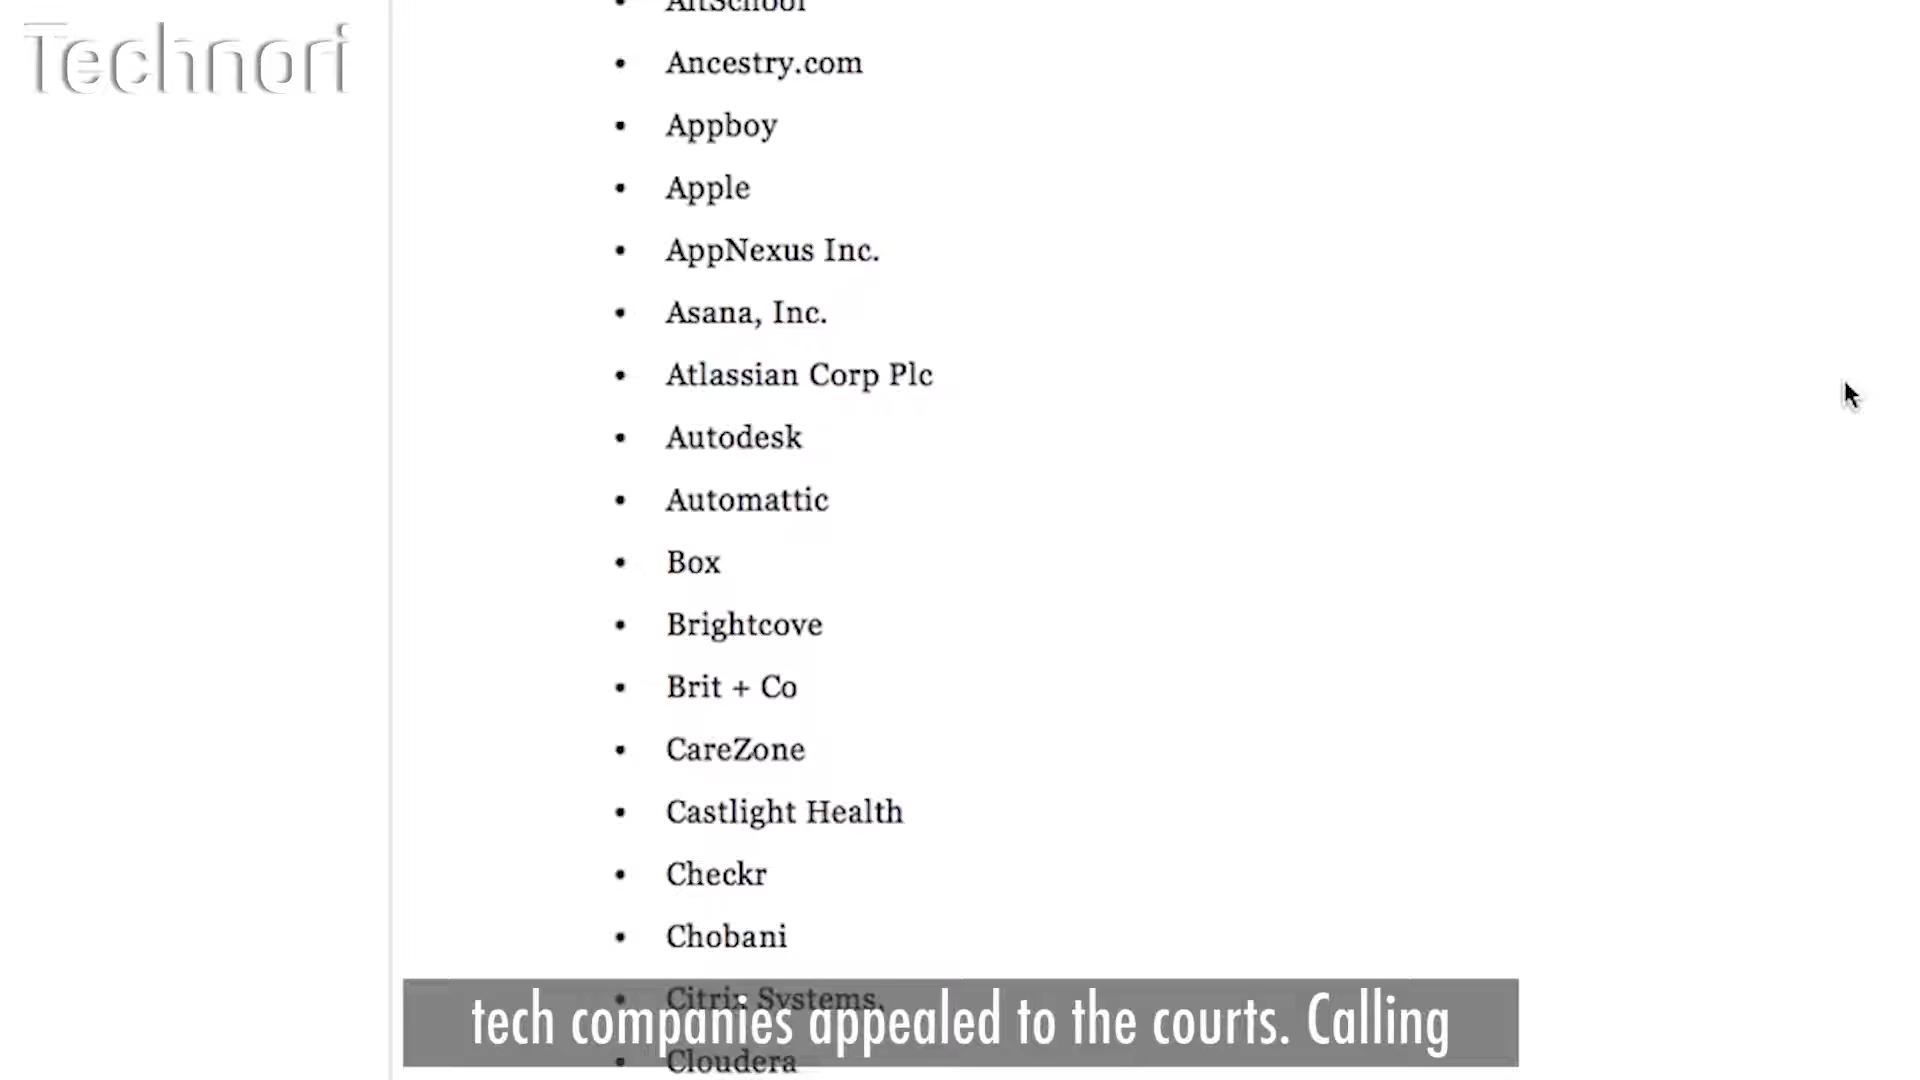 Technori
AltSchool
• Ancestry.com
• Appboy
• Apple
• AppNexus Inc.
• Asana, Inc.
• Atlassian Corp Plc
• Autodesk
• Automattic
• Box
• Brightcove
• Brit + Co
• CareZone
• Castlight Health
• Checkr
• Chobani
• Citrix Systems,
tech companies appealed to the courts. Calling
• Cloudera